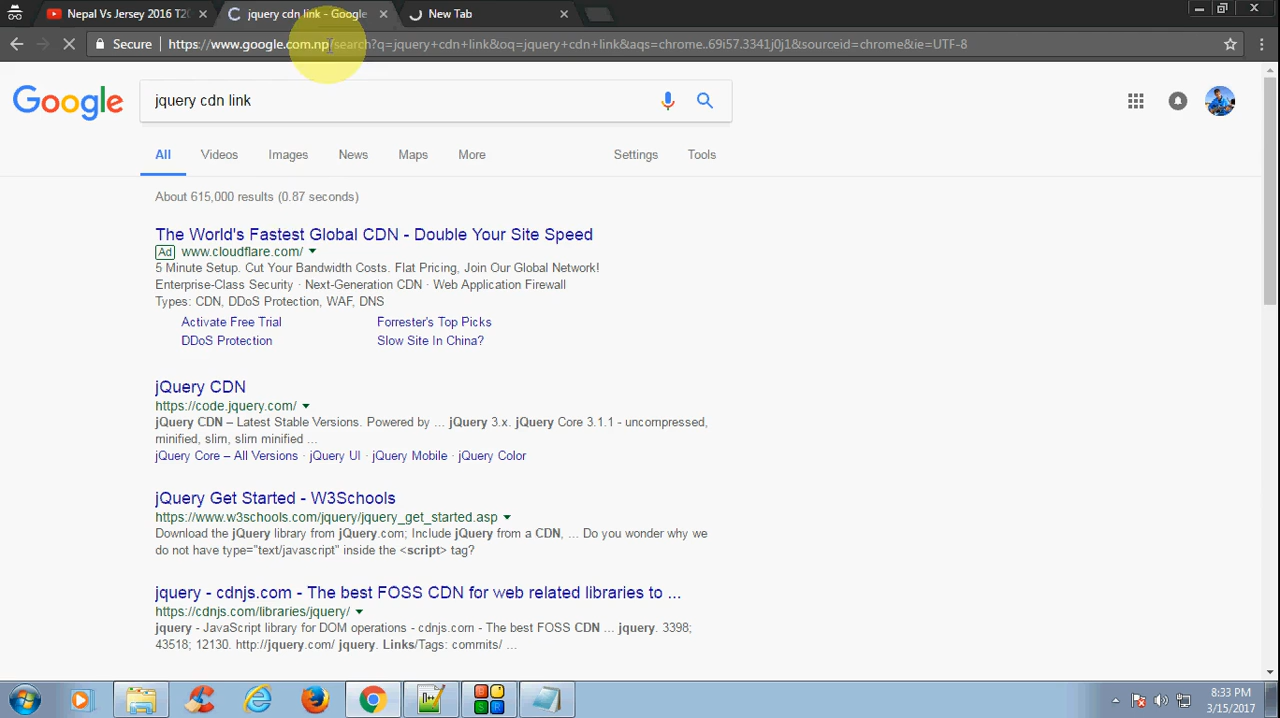 Nepal Vs Jersey 2016 T20
jquery cdn link - Google
New Tab
Secure
https://www.google.com.np/search?q=jquery+cdn+link&oq=jquery+cdn+link&aqs=chrome..69i57.3341j0j1&sourceid=chrome&ie=UTF-8
Google
jquery cdn link
All Videos Images News Maps More Settings Tools
About 615,000 results (0.87 seconds)
The World's Fastest Global CDN - Double Your Site Speed
Ad www.cloudflare.com/
5 Minute Setup. Cut Your Bandwidth Costs. Flat Pricing, Join Our Global Network!
Enterprise-Class Security · Next-Generation CDN · Web Application Firewall
Types: CDN, DDoS Protection, WAF, DNS
Activate Free Trial Forrester's Top Picks
DDoS Protection Slow Site In China?
jQuery CDN
https://code.jquery.com/
jQuery CDN – Latest Stable Versions. Powered by ... jQuery 3.x. jQuery Core 3.1.1 - uncompressed,
minified, slim, slim minified ...
jQuery Core – All Versions · jQuery UI · jQuery Mobile · jQuery Color
jQuery Get Started - W3Schools
https://www.w3schools.com/jquery/jquery_get_started.asp
Download the jQuery library from jQuery.com; Include jQuery from a CDN, ... Do you wonder why we
do not have type="text/javascript" inside the <script> tag?
jquery - cdnjs.com - The best FOSS CDN for web related libraries to ...
https://cdnjs.com/libraries/jquery/
jquery - JavaScript library for DOM operations - cdnjs.com - The best FOSS CDN ... jquery. 3398;
43518; 12130. http://jquery.com/ jquery. Links/Tags: commits/ ...
8:33 PM
3/15/2017